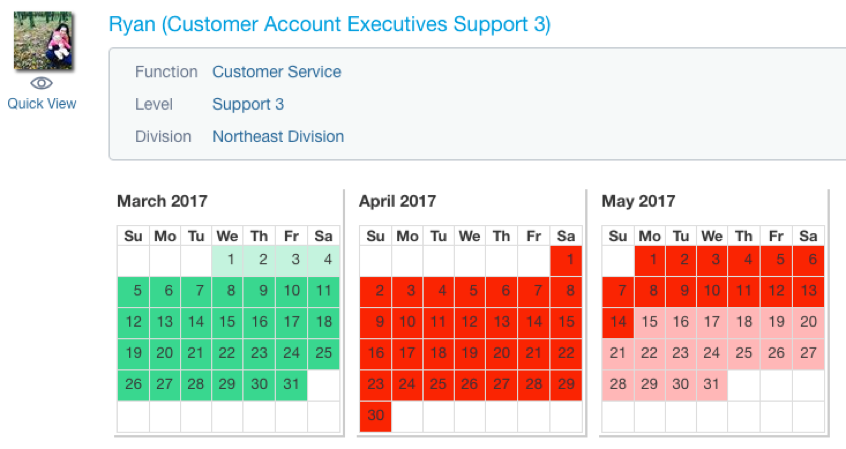 Ryan (Customer Account Executives Support 3)
Quick View
Function Customer Service
Level Support 3
Division Northeast Division
March 2017
Su Mo Tu We Th Fr Sa
1 2 3 4
5 6 7 8 9 10 11
12 13 14 15 16 17 18
19 20 21 22 23 24 25
26 27 28 29 30 31
April 2017
Su Mo Tu We Th Fr Sa
1
2 3 4 5 6 7 8
9 10 11 12 13 14 15
16 17 18 19 20 21 22
23 24 25 26 27 28 29
30
May 2017
Su Mo Tu We Th Fr Sa
1 2 3 4 5 6
7 8 9 10 11 12 13
14 15 16 17 18 19 20
21 22 23 24 25 26 27
28 29 30 31